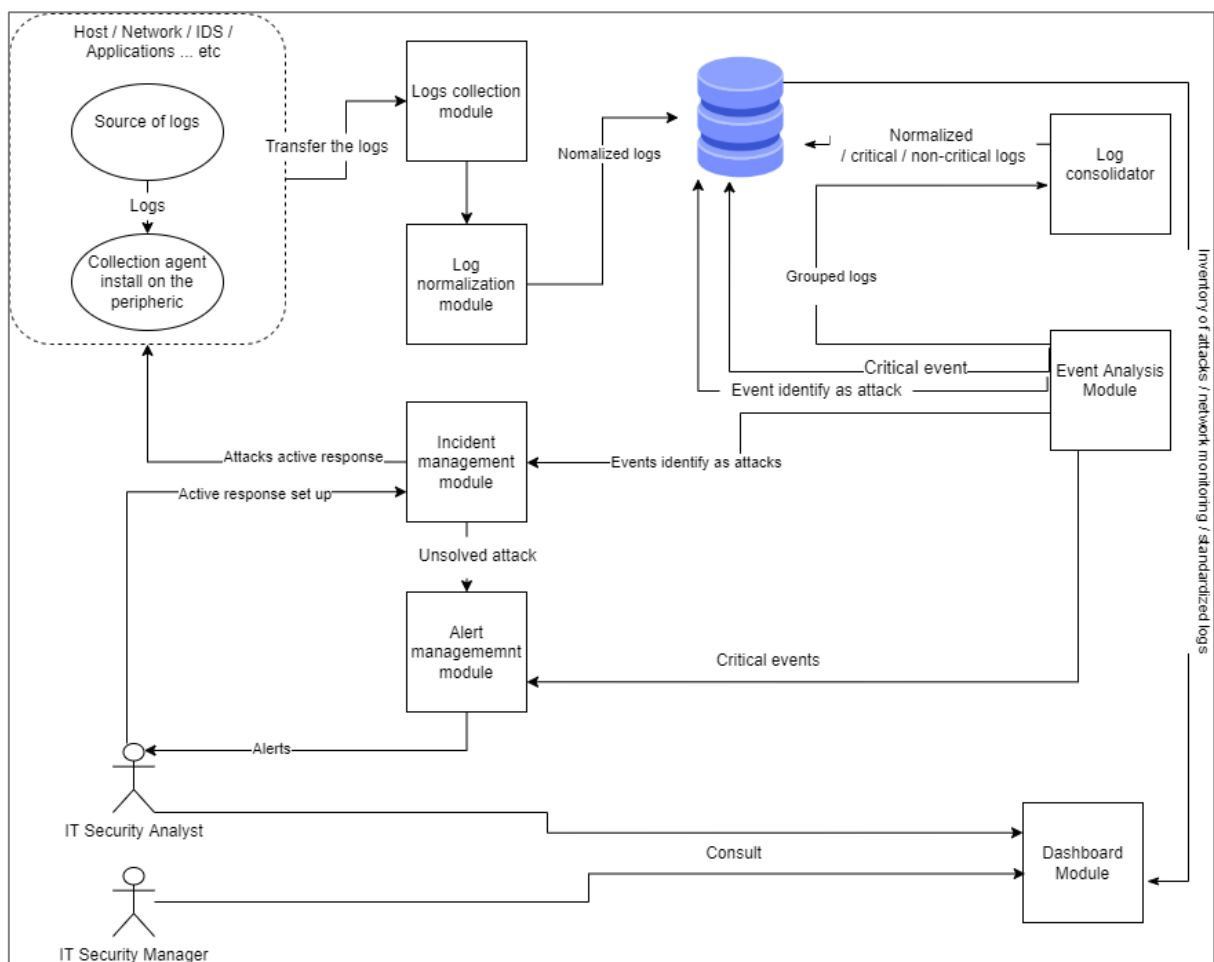 Host / Network / IDS /
Applications ... etc
Source of logs
Logs
Collection agent
install on the
peripheric
Transfer the logs
Logs collection
module
Log
normalization
module
Nomalized logs
Normalized
/ critical / non-critical logs
Log
consolidator
Grouped logs
Critical event
Event identify as attack
Event Analysis
Module
Inventory of attacks / network monitoring / standardized logs
Attacks active response
Active response set up
Incident
management
module
Events identify as attacks
Unsolved attack
Alert
managememnt
module
Critical events
Alerts
IT Security Analyst
Consult
Dashboard
Module
IT Security Manager